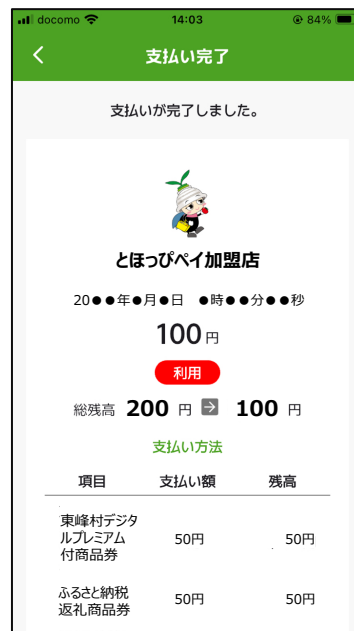 docomo 14:03 84%
支払い完了
支払いが完了しました。
とほっぴペイ加盟店
20●●年●月●日 ●時●●分●●秒
100円
利用
総残高 200 円 → 100 円
支払い方法
項目 支払い額 残高
東峰村デジタ
ルプレミアム
付商品券
50円 50円
ふるさと納税
返礼商品券
50円 50円